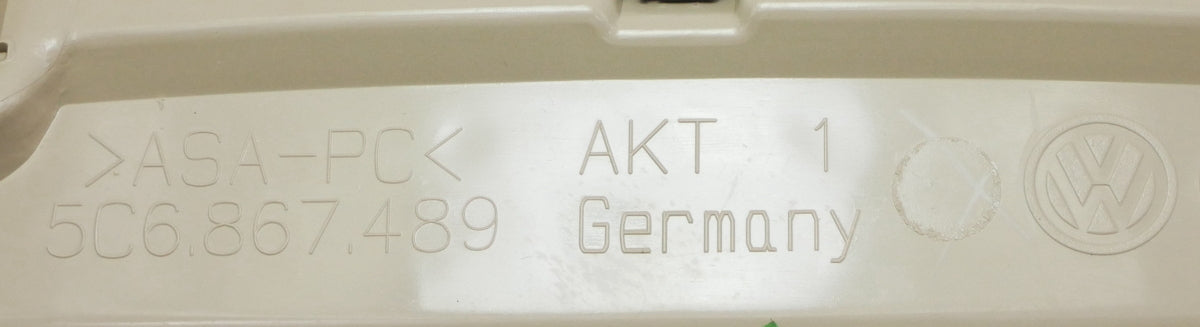 >ASA-PC< AKT 1
5C6.867.489 Germany